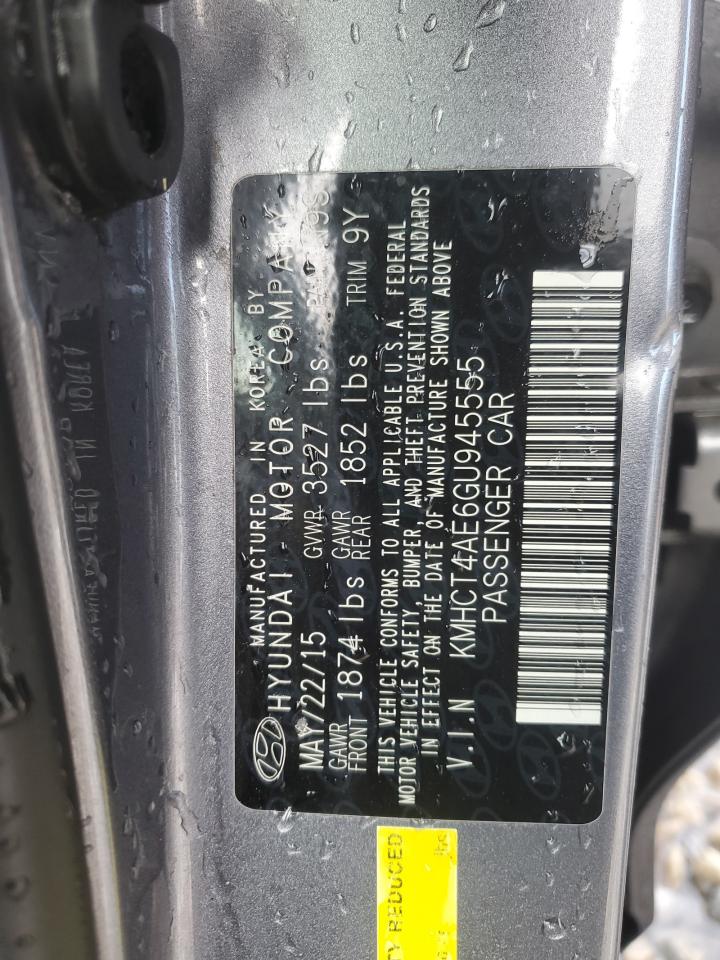 MANUFACTURED IN KOREA BY
HYUNDAI - MOTOR COMPANY
MAY/22/15 GVWR 3527 lbs 9S
GAWR FRONT 1874 lbs GAWR REAR 1852 lbs TRIM 9Y
THIS VEHICLE CONFORMS TO ALL APPLICABLE U.S.A. FEDERAL
MOTOR VEHICLE SAFETY, BUMPER, AND THEFT PREVENTION STANDARDS
IN EFFECT ON THE DATE OF MANUFACTURE SHOWN ABOVE
V.I.N KMHCT4AE6GU945555
PASSENGER CAR
REDUCED
lbs